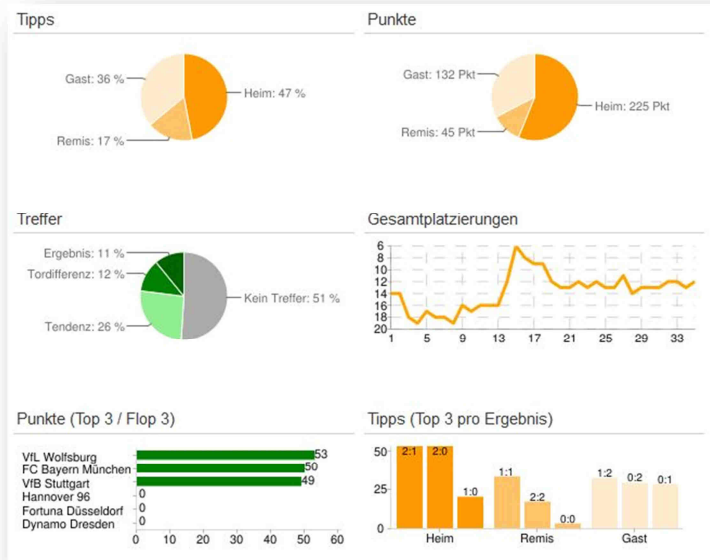 Tipps
Gast: 36 %
Heim: 47 %
Remis: 17 %
Punkte
Gast: 132 Pkt
Heim: 225 Pkt
Remis: 45 Pkt
Treffer
Ergebnis: 11 %
Tordifferenz: 12 %
Kein Treffer: 51 %
Tendenz: 26 %
Gesamtplatzierungen
6
8
10
12
14
16
18
20
1 5 9 13 17 21 25 29 33
Punkte (Top 3 / Flop 3)
VfL Wolfsburg 53
FC Bayern München 50
VfB Stuttgart 49
Hannover 96 0
Fortuna Düsseldorf 0
Dynamo Dresden 0
0 10 20 30 40 50 60
Tipps (Top 3 pro Ergebnis)
50
25
0
2:1 2:0 1:0 1:1 2:2 0:0 1:2 0:2 0:1
Heim Remis Gast